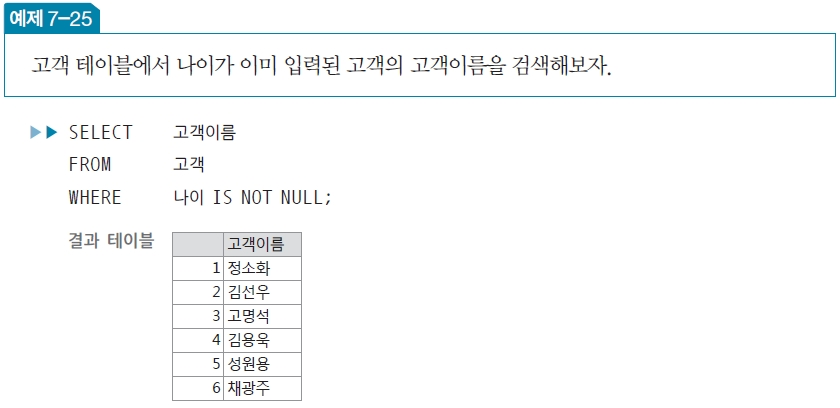 예제 7-25
고객 테이블에서 나이가 이미 입력된 고객의 고객이름을 검색해보자.
▶▶ SELECT 고객이름
FROM 고객
WHERE 나이 IS NOT NULL;
결과 테이블
고객이름
1 정소화
2 김선우
3 고명석
4 김용욱
5 성원용
6 채광주